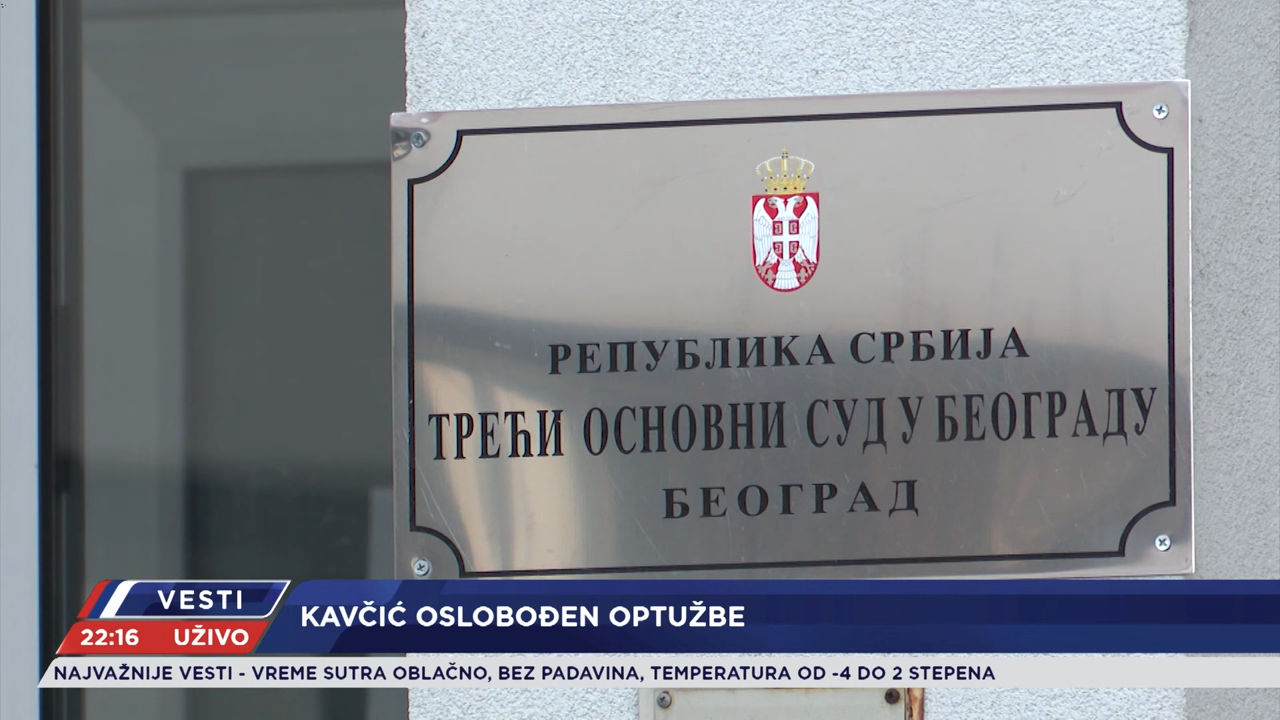 РЕПУБЛИКА СРБИЈА
ТРЕЋИ ОСНОВНИ СУД У БЕОГРАДУ
БЕОГРАД
VESTI
22:16 UŽIVO
KAVČIĆ OSLOBOĐEN OPTUŽBE
NAJVAŽNIJE VESTI - VREME SUTRA OBLAČNO, BEZ PADAVINA, TEMPERATURA OD -4 DO 2 STEPENA